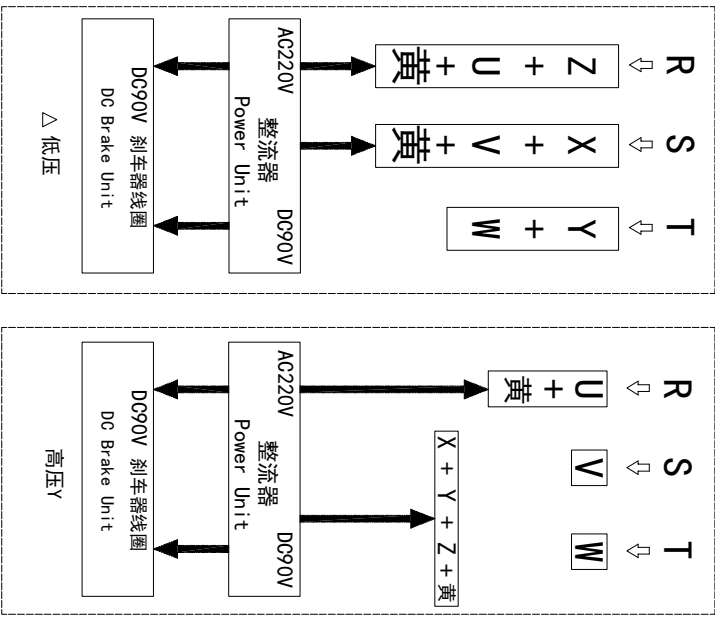 R S T
Z + U + 黄
X + V + 黄
Y + W
AC220V 整流器 DC90V
Power Unit
DC90V 刹车器线圈
DC Brake Unit
△ 低压
R S T
U + 黄
V
W
X + Y + Z + 黄
AC220V 整流器 DC90V
Power Unit
DC90V 刹车器线圈
DC Brake Unit
高压Y